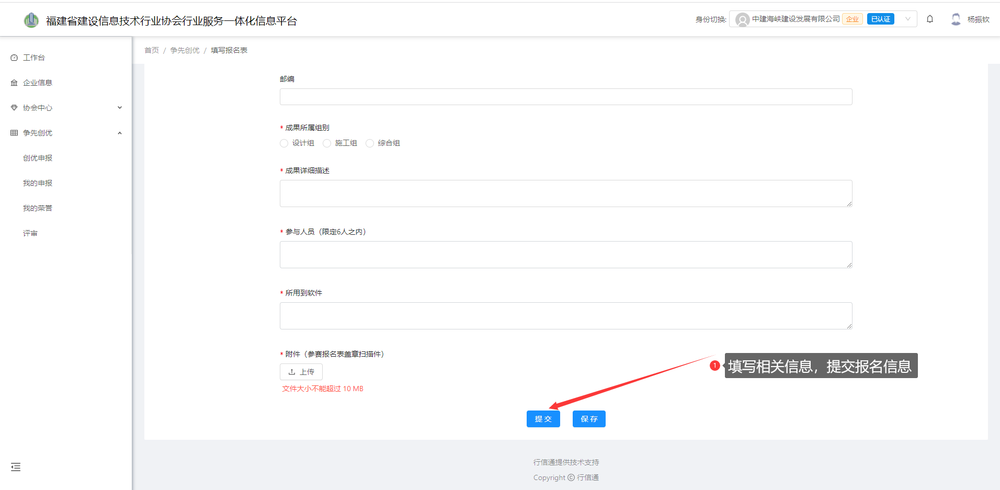 福建省建设信息技术行业协会行业服务一体化信息平台
身份切换: 中建海峡建设发展有限公司 企业 已认证
杨振钦
工作台
企业信息
协会中心
争先创优
创优申报
我的申报
我的荣誉
评审
首页 / 争先创优 / 填写报名表
邮编
* 成果所属组别
设计组 施工组 综合组
* 成果详细描述
* 参与人员（限定6人之内）
* 所用到软件
* 附件（参赛报名表盖章扫描件）
上传
文件大小不能超过 10 MB
1 填写相关信息，提交报名信息
提交 保存
行信通提供技术支持
Copyright © 行信通